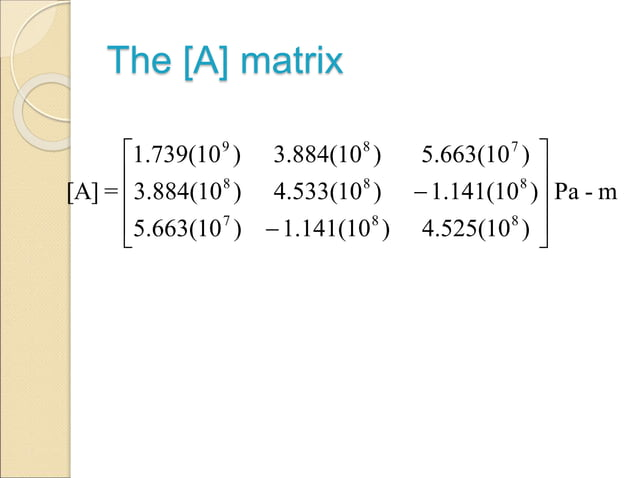 The [A] matrix
1.739(10⁹) 3.884(10⁸) 5.663(10⁷)
[A] = 3.884(10⁸) 4.533(10⁸) −1.141(10⁸) Pa - m
5.663(10⁷) −1.141(10⁸) 4.525(10⁸)